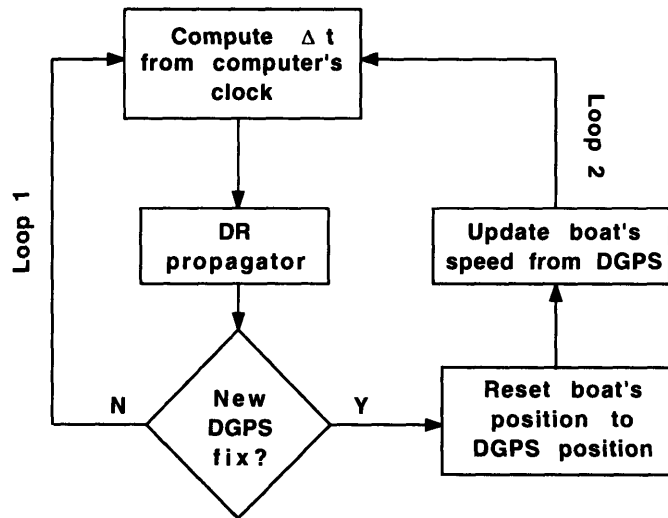 Compute Δ t
from computer's
clock
Loop 1
Loop 2
DR
propagator
Update boat's
speed from DGPS
New
DGPS
fix?
N
Y
Reset boat's
position to
DGPS position